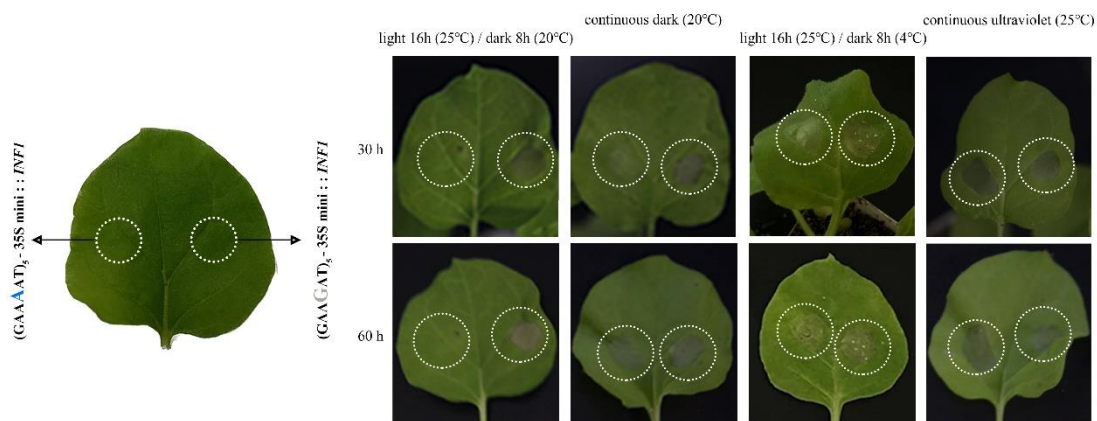 (GAAAAT)5 - 35S mini : : INF1
(GAAGAT)5 - 35S mini : : INF1
continuous dark (20°C)
continuous ultraviolet (25°C)
light 16h (25°C) / dark 8h (20°C)
light 16h (25°C) / dark 8h (4°C)
30 h
60 h